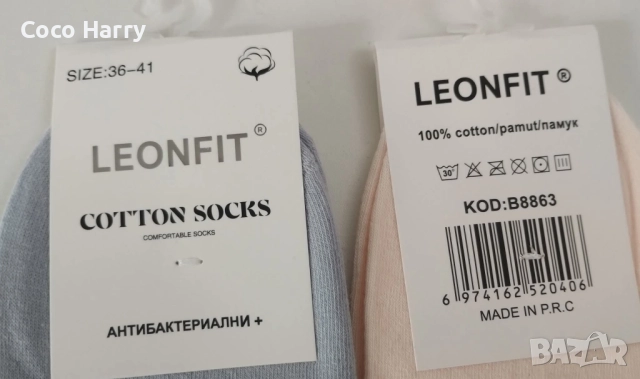 Coco Harry
SIZE:36-41
LEONFIT®
COTTON SOCKS
COMFORTABLE SOCKS
АНТИБАКТЕРИАЛНИ +
LEONFIT®
100% cotton/pamut/памук
30°
KOD:B8863
6 974162 520406
MADE IN P.R.C
BAZAR